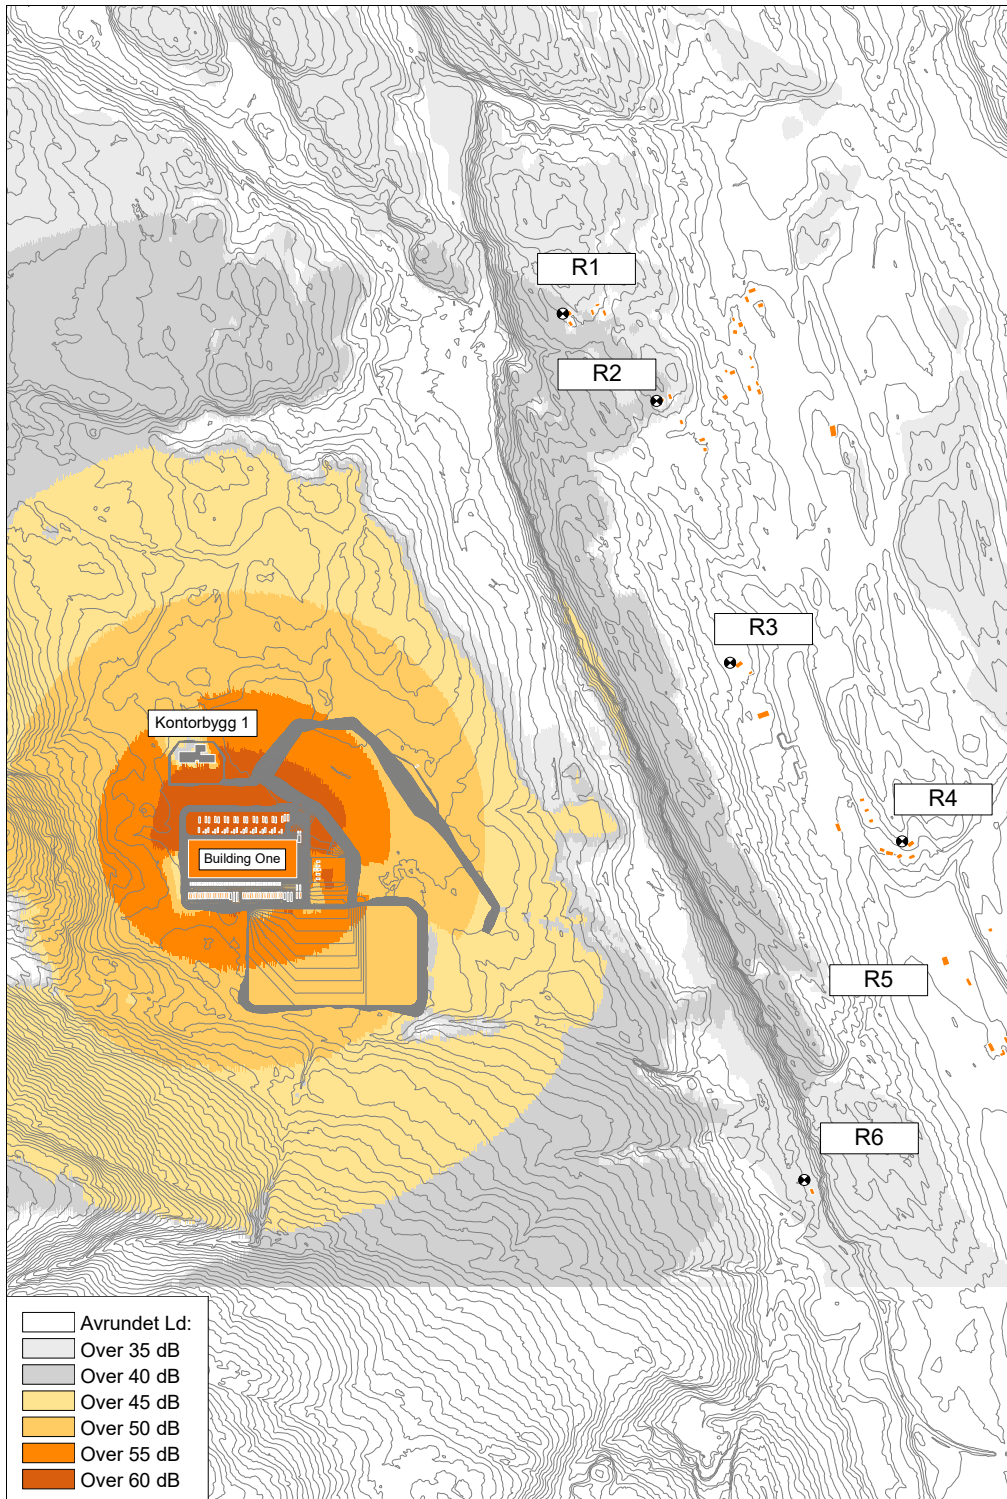 R1
R2
R3
Kontorbygg 1
R4
Building One
R5
R6
Avrundet Ld:
Over 35 dB
Over 40 dB
Over 45 dB
Over 50 dB
Over 55 dB
Over 60 dB